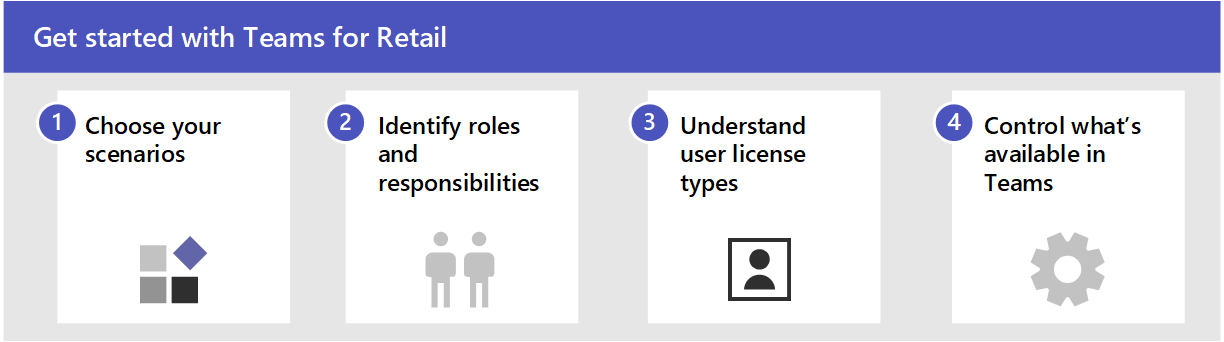 Get started with Teams for Retail
1
Choose your
scenarios
2
Identify roles
and
responsibilities
3
Understand
user license
types
4
Control what’s
available in
Teams